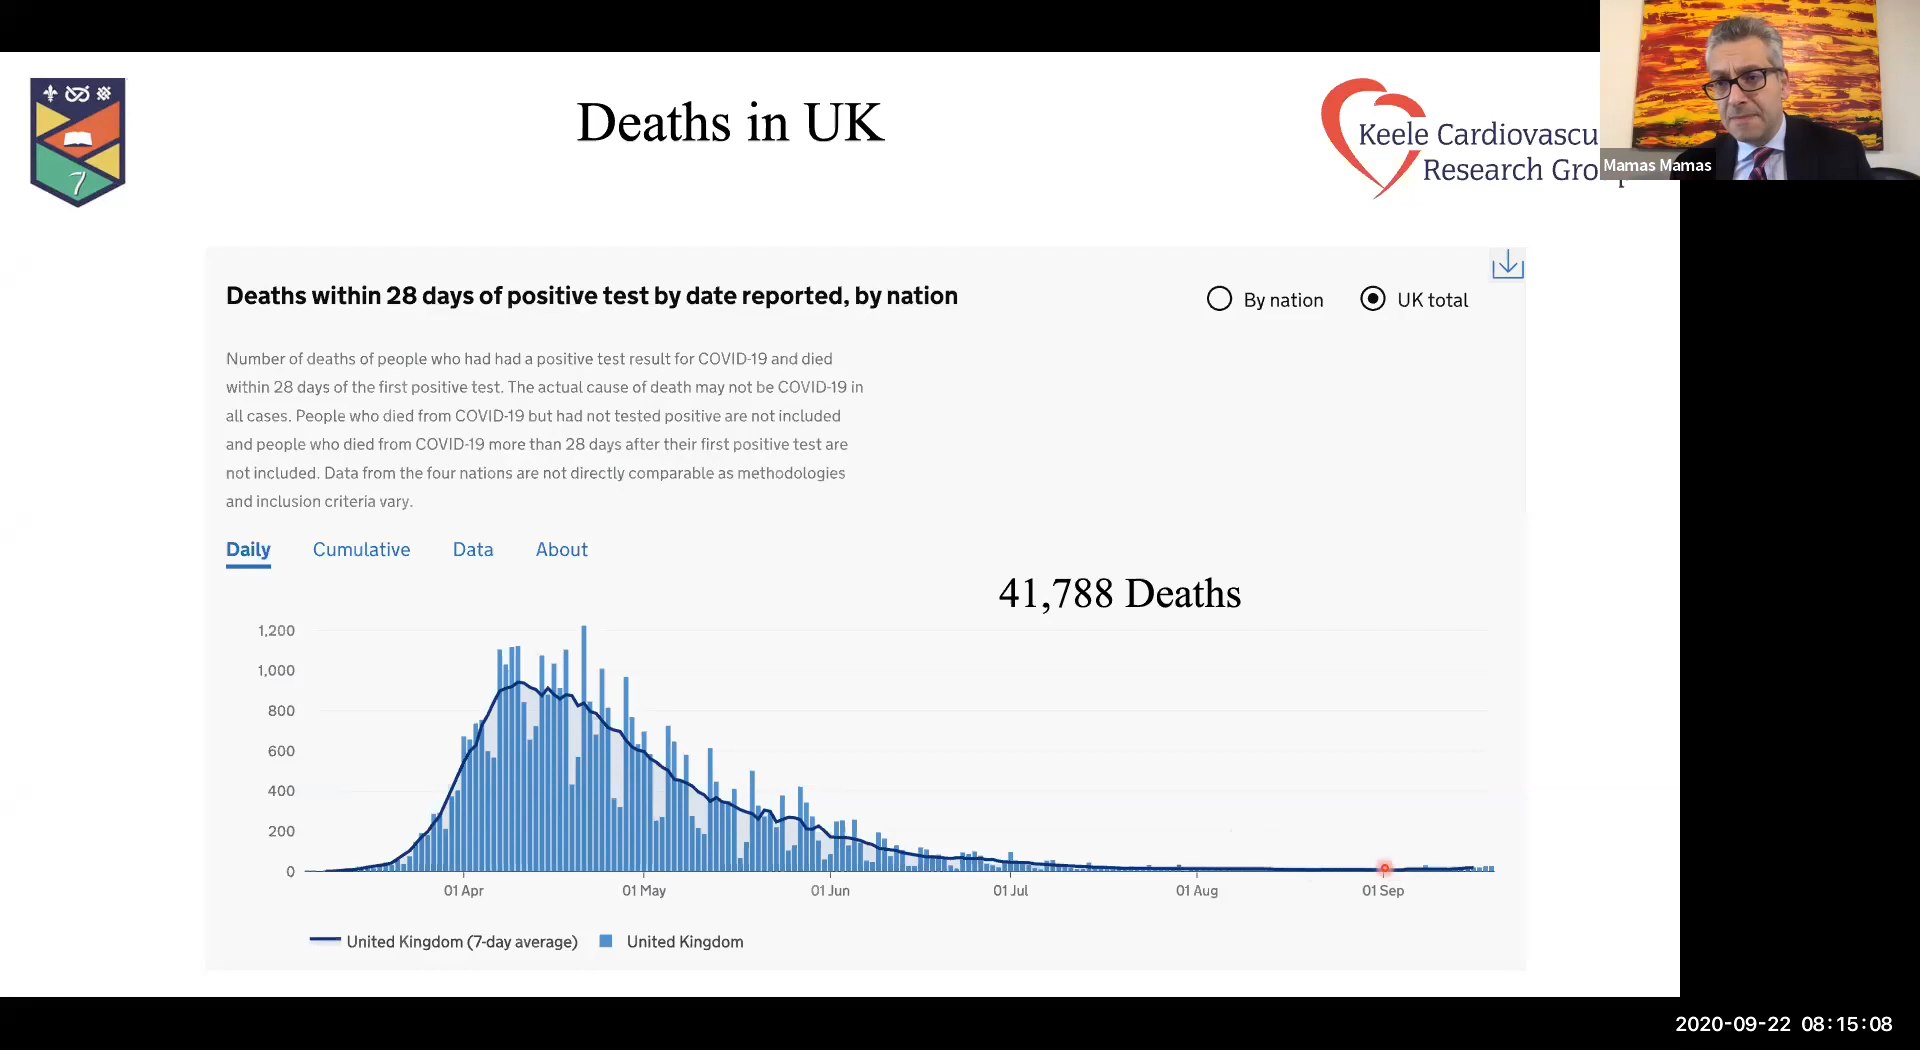 Deaths in UK
Keele Cardiovascu
Research Gro
Mamas Mamas
Deaths within 28 days of positive test by date reported, by nation
By nation
UK total
Number of deaths of people who had had a positive test result for COVID-19 and died
within 28 days of the first positive test. The actual cause of death may not be COVID-19 in
all cases. People who died from COVID-19 but had not tested positive are not included
and people who died from COVID-19 more than 28 days after their first positive test are
not included. Data from the four nations are not directly comparable as methodologies
and inclusion criteria vary.
Daily Cumulative Data About
41,788 Deaths
1,200
1,000
800
600
400
200
0
01 Apr 01 May 01 Jun 01 Jul 01 Aug 01 Sep
United Kingdom (7-day average) United Kingdom
2020-09-22 08:15:08